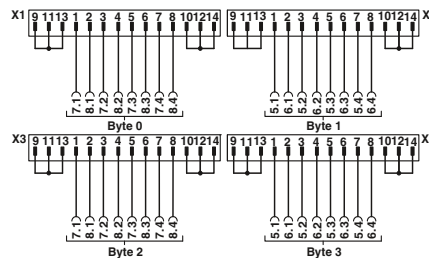 X1 9 11 13 1 2 3 4 5 6 7 8 10 12 14
7.1 8.1 7.2 8.2 7.3 8.3 7.4 8.4
Byte 0
9 11 13 1 2 3 4 5 6 7 8 10 12 14 X
5.1 6.1 5.2 6.2 5.3 6.3 5.4 6.4
Byte 1
X3 9 11 13 1 2 3 4 5 6 7 8 10 12 14
7.1 8.1 7.2 8.2 7.3 8.3 7.4 8.4
Byte 2
9 11 13 1 2 3 4 5 6 7 8 10 12 14 X
5.1 6.1 5.2 6.2 5.3 6.3 5.4 6.4
Byte 3